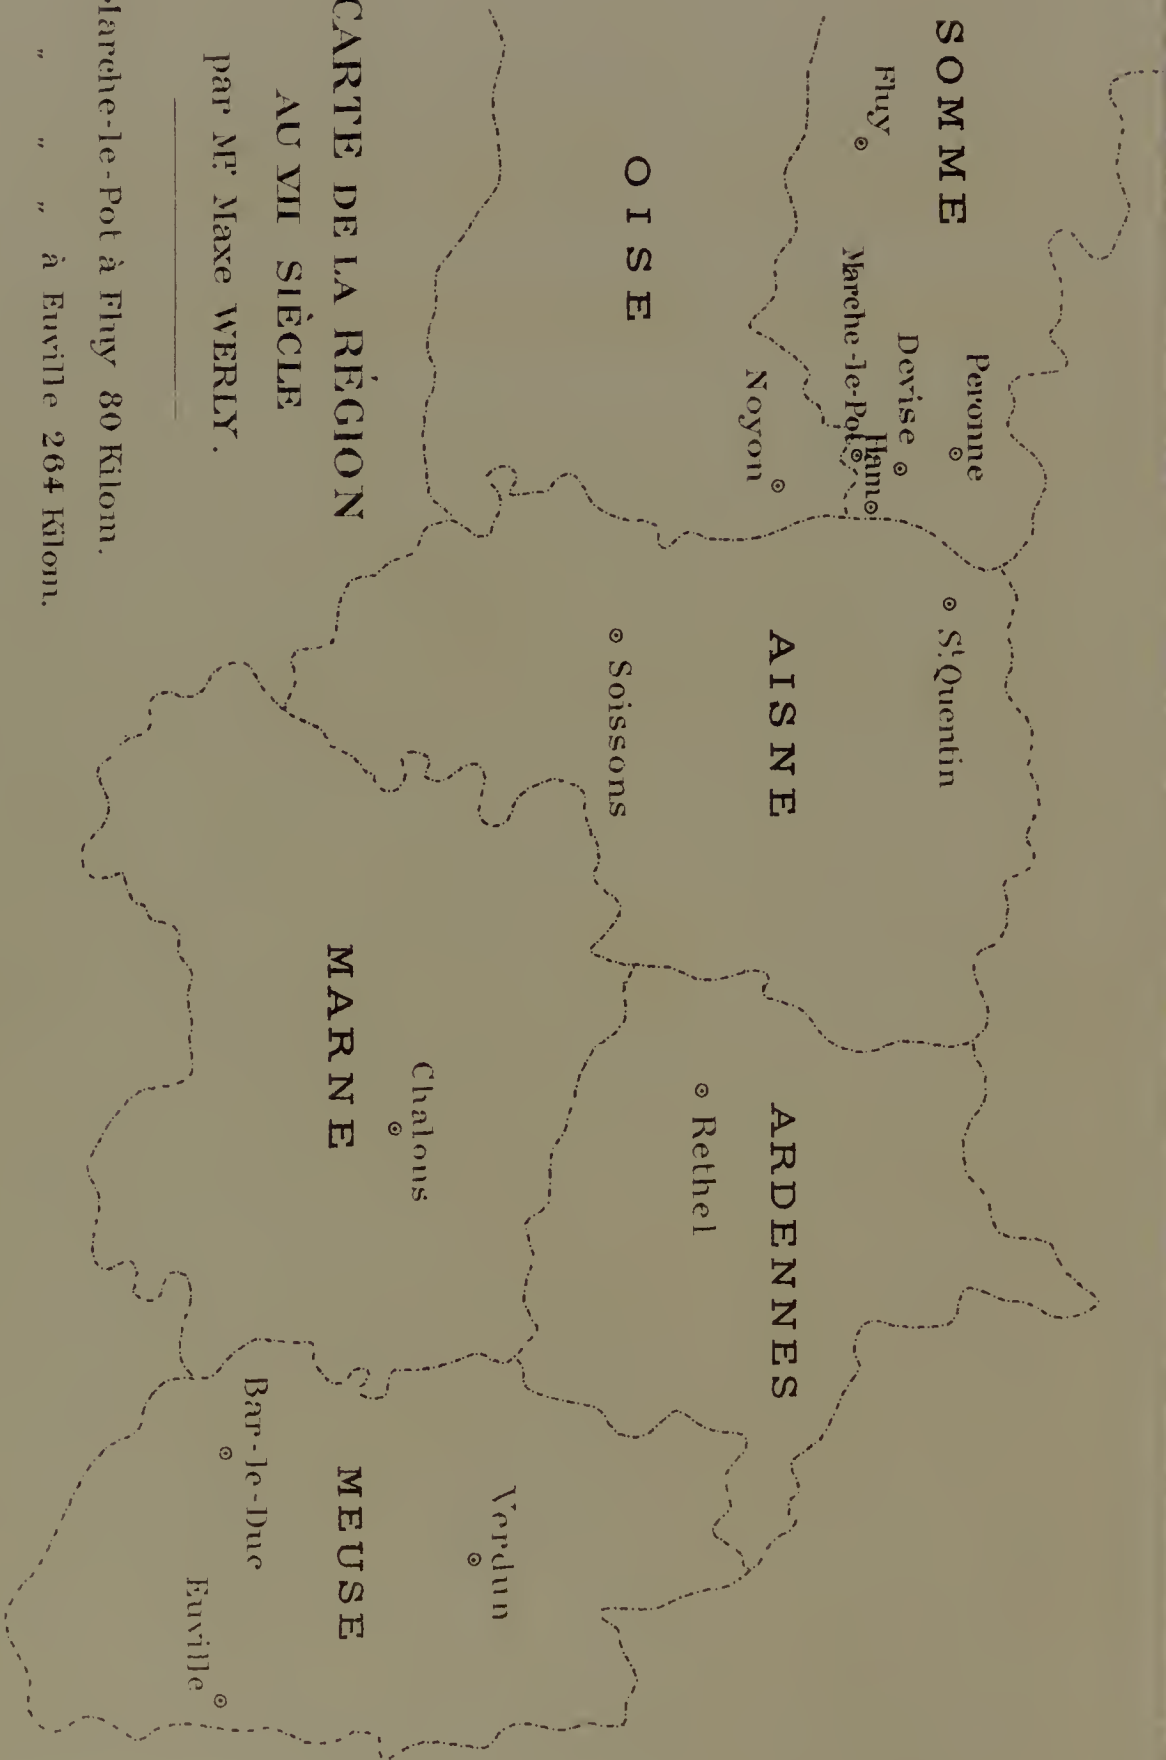 SOMME
Fluy
Peronne
Devise
Marche-le-Pot
Ham
Noyon
OISE
St Quentin
AISNE
Soissons
ARDENNES
Rethel
MARNE
Chalons
MEUSE
Verdun
Bar-le-Duc
Euville
CARTE DE LA RÉGION
AU VII SIÈCLE
par Mr Maxe WERLY.
Marche-le-Pot à Fluy 80 Kilom.
„ „ „ à Euville 264 Kilom.